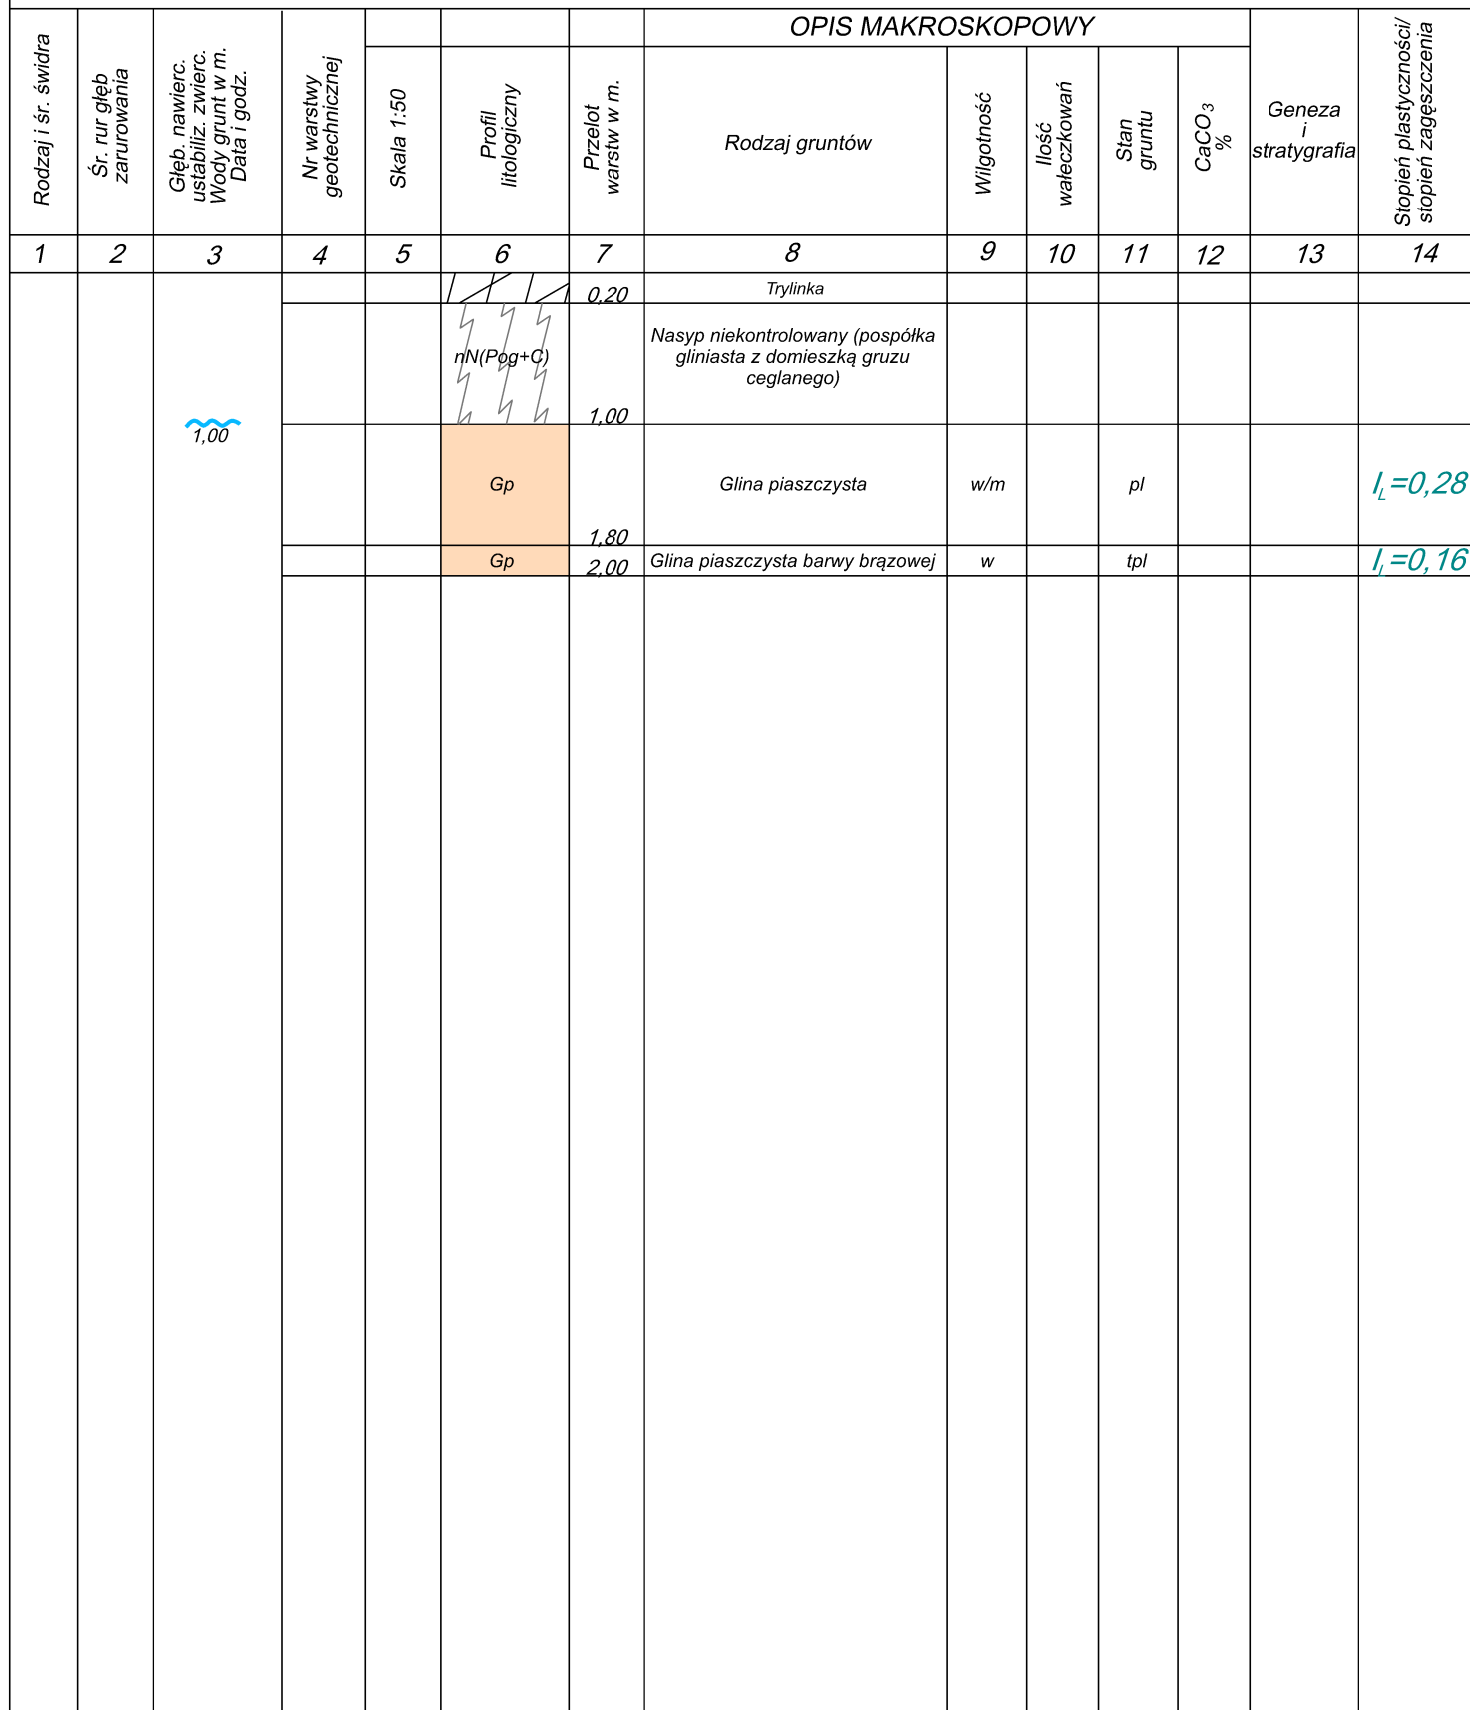 OPIS MAKROSKOPOWY
Rodzaj i śr. świdra
Śr. rur głęb
zarurowania
Głęb. nawierc.
ustabiliz. zwierc.
Wody grunt w m.
Data i godz.
Nr warstwy
geotechnicznej
Skala 1:50
Profil
litologiczny
Przelot
warstw w m.
Rodzaj gruntów
Wilgotność
Ilość
wałeczkowań
Stan
gruntu
CaCO3
%
Geneza
i
stratygrafia
Stopień plastyczności/
stopień zagęszczenia
1 2 3 4 5 6 7 8 9 10 11 12 13 14
0,20 Trylinka
nN(Pog+C)
Nasyp niekontrolowany (pospółka
gliniasta z domieszką gruzu
ceglanego)
1,00
1,00
Gp Glina piaszczysta w/m pl IL=0,28
1,80
Gp 2,00 Glina piaszczysta barwy brązowej w tpl IL=0,16